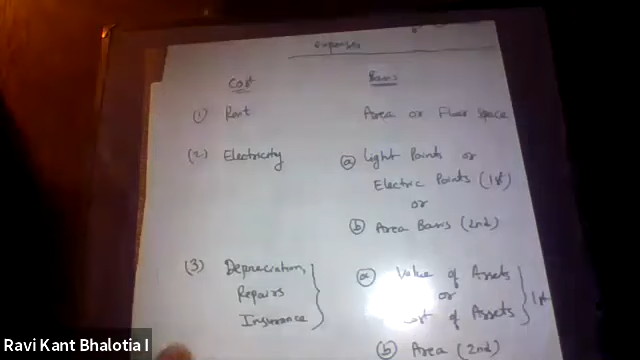 expenses
Cost Basis
(1) Rent Area or Floor Space
(2) Electricity (a) Light Points or
Electric Points (1st)
or
(b) Area Basis (2nd)
(3) Depreciation, (a) Value of Assets
Repairs or
Insurance of Assets 1st
(b) Area (2nd)
Ravi Kant Bhalotia I